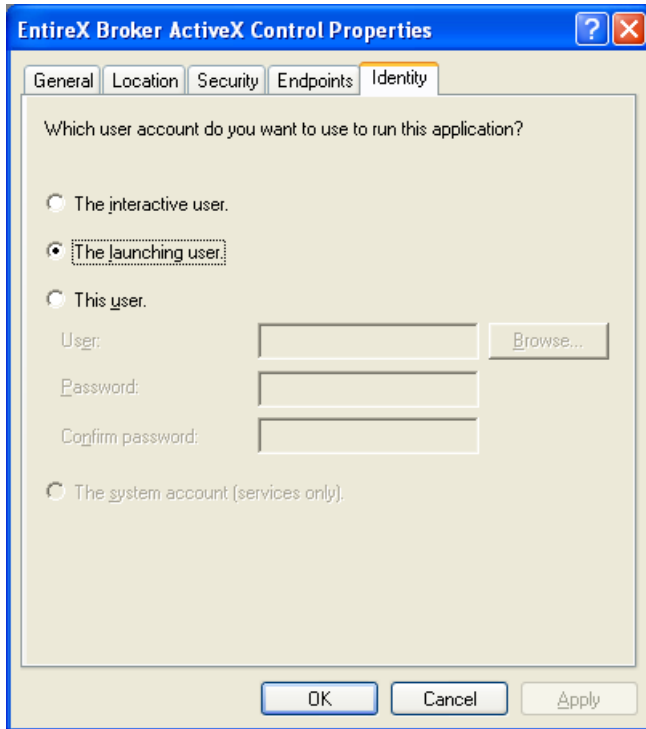 EntireX Broker ActiveX Control Properties
General Location Security Endpoints Identity
Which user account do you want to use to run this application?
The interactive user.
The launching user.
This user.
User: Browse...
Password:
Confirm password:
The system account (services only).
OK Cancel Apply